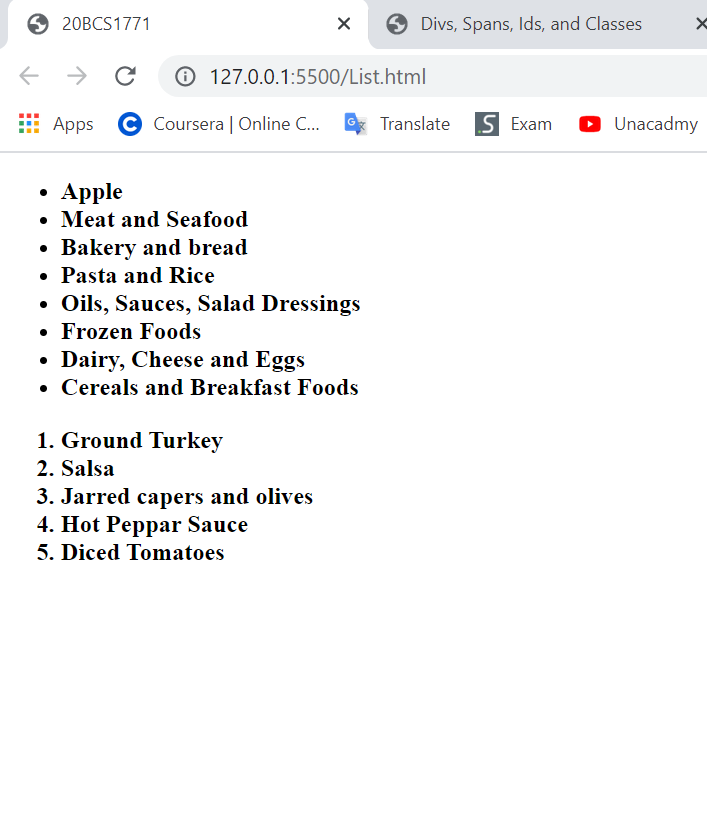 20BCS1771
Divs, Spans, Ids, and Classes
127.0.0.1:5500/List.html
Apps
Coursera | Online C...
Translate
S Exam
Unacadmy
• Apple
• Meat and Seafood
• Bakery and bread
• Pasta and Rice
• Oils, Sauces, Salad Dressings
• Frozen Foods
• Dairy, Cheese and Eggs
• Cereals and Breakfast Foods
1. Ground Turkey
2. Salsa
3. Jarred capers and olives
4. Hot Peppar Sauce
5. Diced Tomatoes